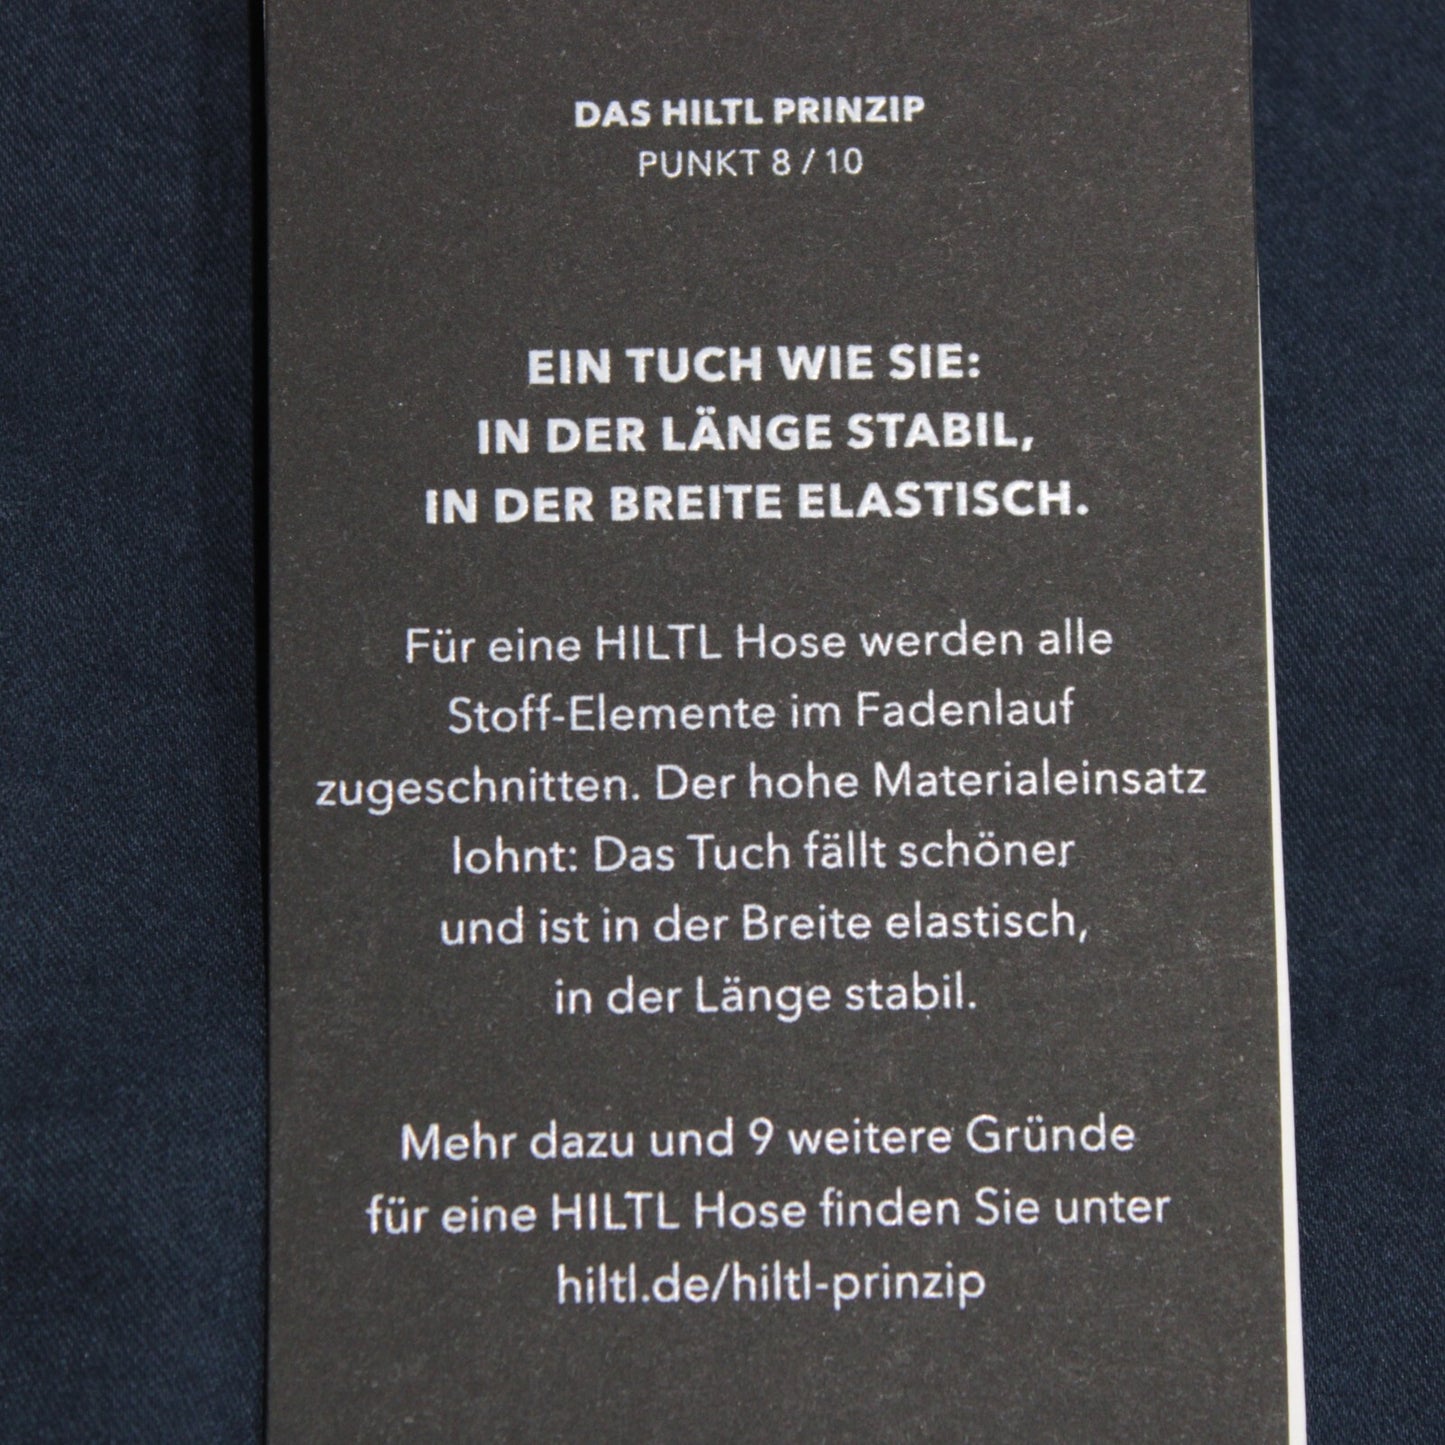 DAS HILTL PRINZIP
PUNKT 8 / 10
EIN TUCH WIE SIE:
IN DER LÄNGE STABIL,
IN DER BREITE ELASTISCH.
Für eine HILTL Hose werden alle
Stoff-Elemente im Fadenlauf
zugeschnitten. Der hohe Materialeinsatz
lohnt: Das Tuch fällt schöner
und ist in der Breite elastisch,
in der Länge stabil.
Mehr dazu und 9 weitere Gründe
für eine HILTL Hose finden Sie unter
hiltl.de/hiltl-prinzip